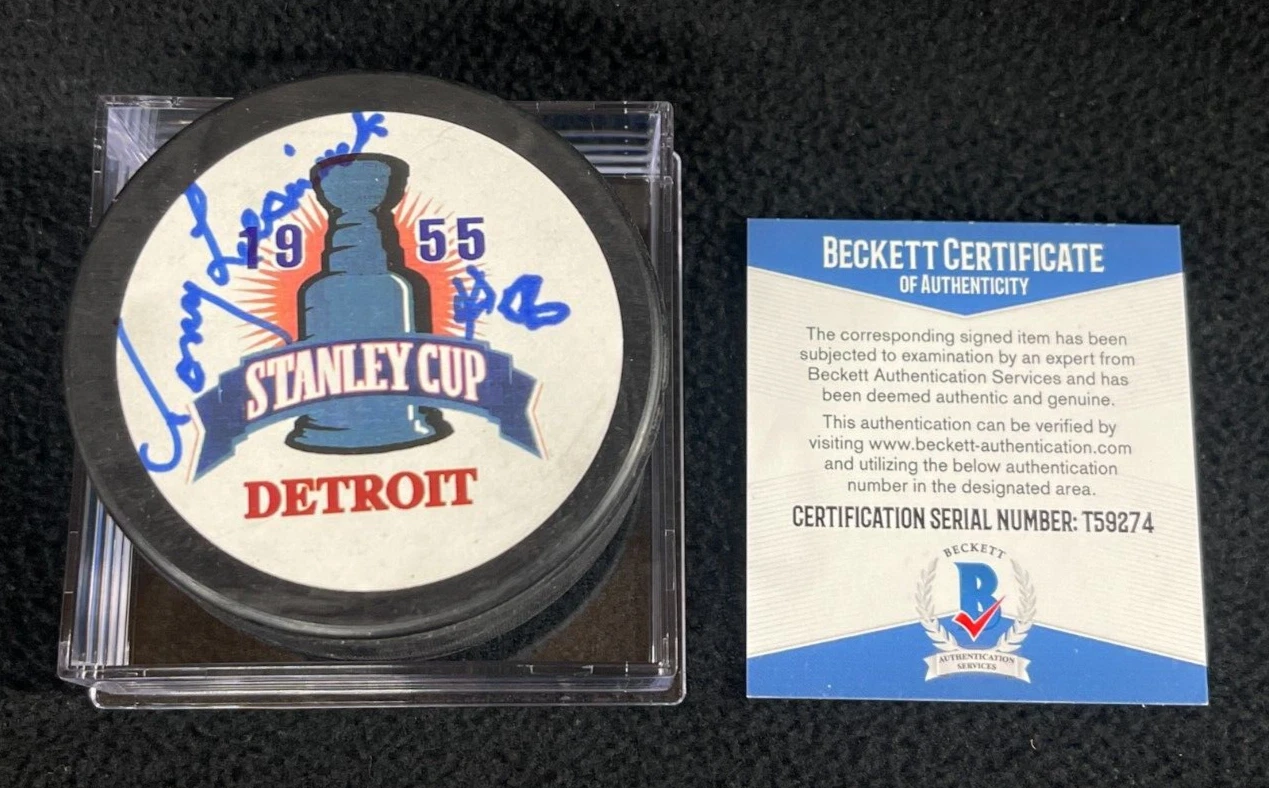 Tony Leswick
19 55
#8
STANLEY CUP
DETROIT
BECKETT CERTIFICATE
OF AUTHENTICITY
The corresponding signed item has been
subjected to examination by an expert from
Beckett Authentication Services and has
been deemed authentic and genuine.
This authentication can be verified by
visiting www.beckett-authentication.com
and utilizing the below authentication
number in the designated area.
CERTIFICATION SERIAL NUMBER: T59274
BECKETT
B
AUTHENTICATION
SERVICES